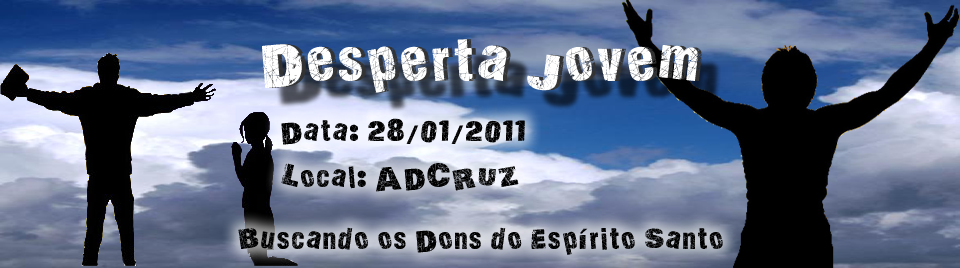 Desperta Jovem
Data: 28/01/2011
Local: ADCruz
Buscando os Dons do Espírito Santo